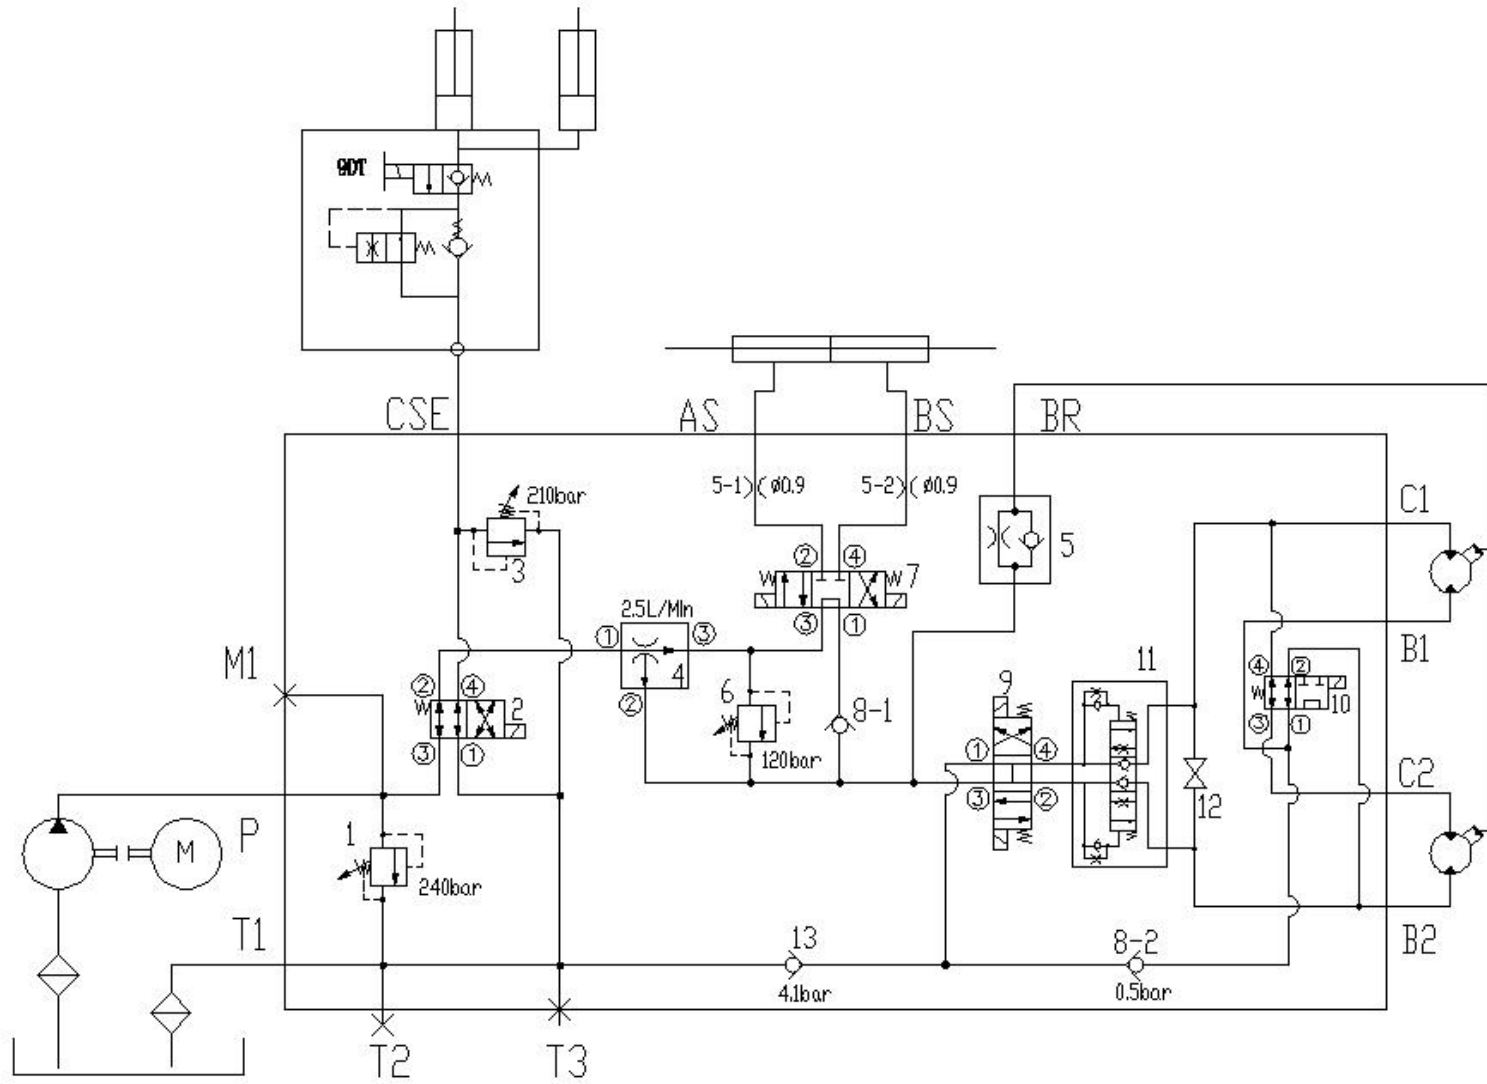 9DT
CSE
AS
BS
BR
5-1
ø0.9
5-2
ø0.9
210bar
3
5
C1
② ④
7
2.5L/Min
① ③
4
②
③ ①
B1
M1
② ④
2
③ ①
6
120bar
8-1
9
① ④
③ ②
11
④ ②
10
③ ①
12
C2
P
M
1
240bar
T1
13
4.1bar
8-2
0.5bar
B2
T2
T3